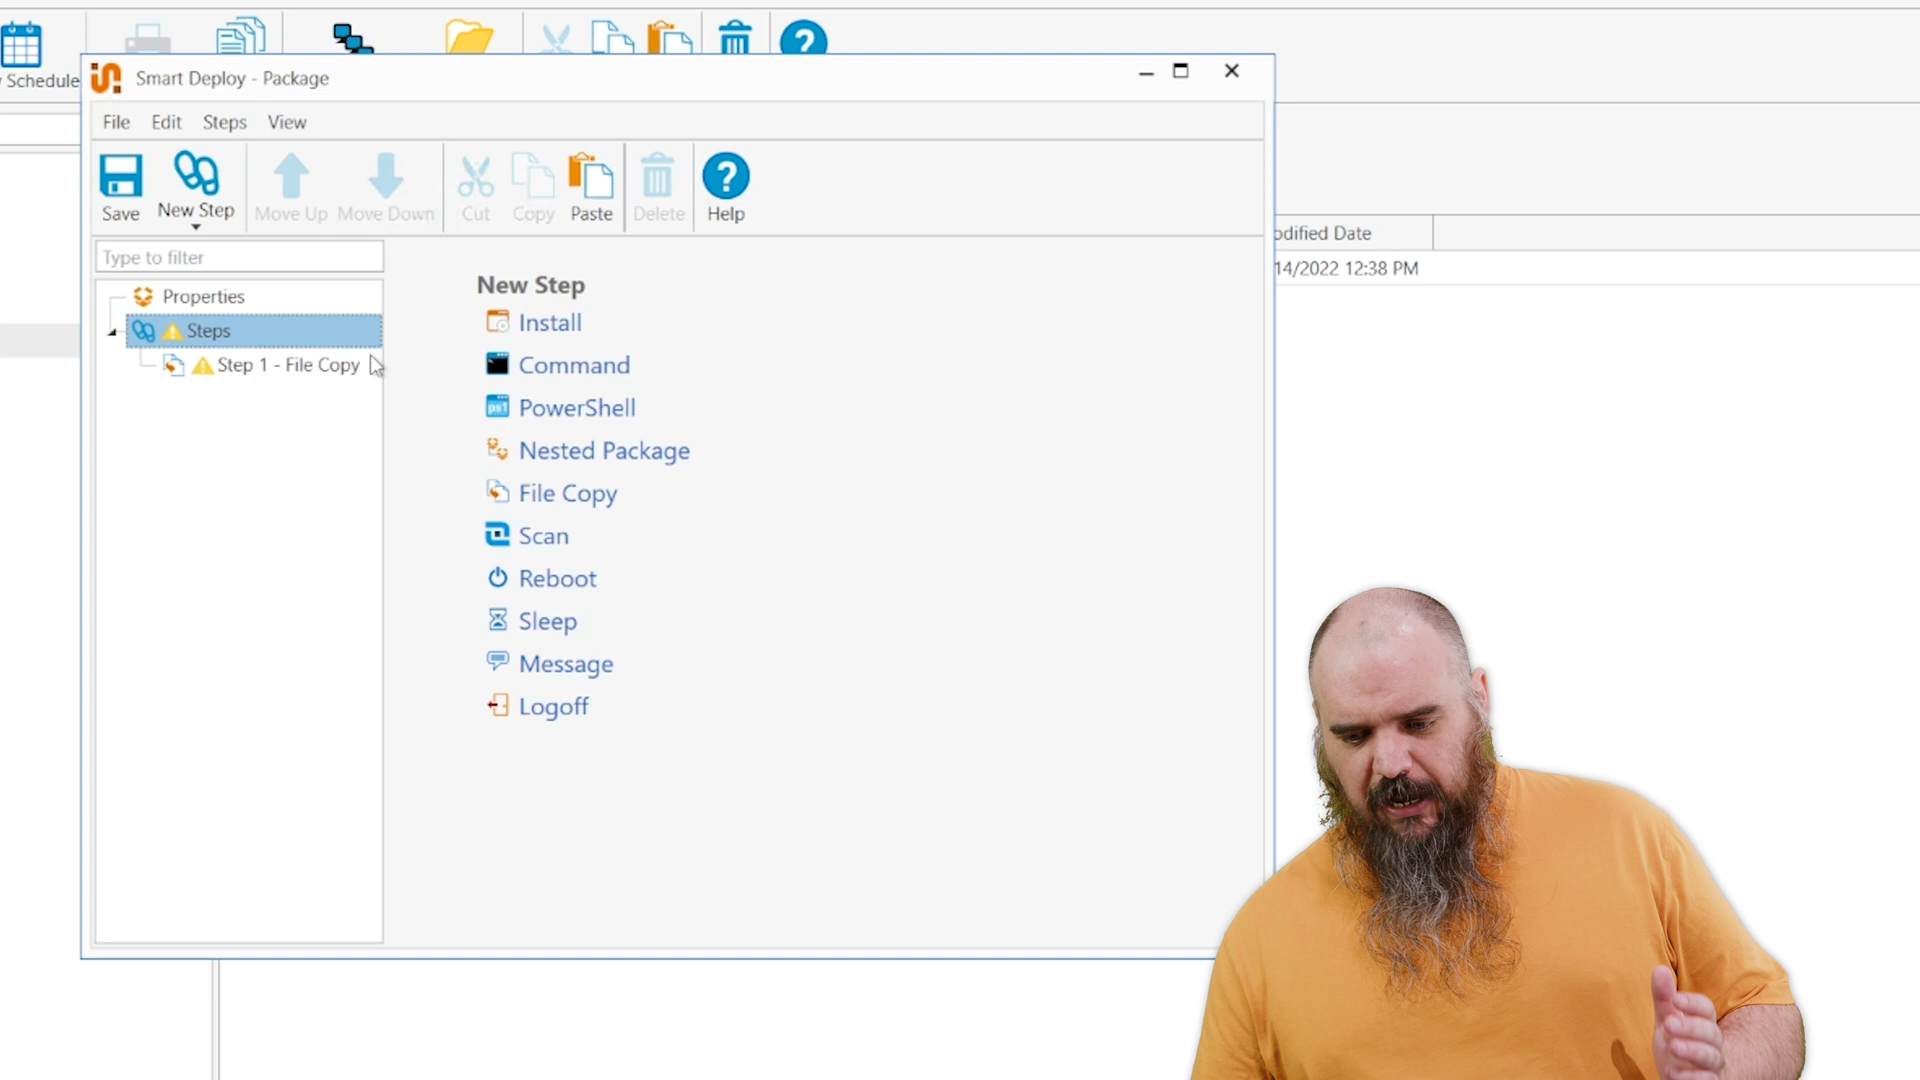 Schedule
Smart Deploy - Package
File Edit Steps View
Save New Step Move Up Move Down Cut Copy Paste Delete Help
Type to filter
Properties
Steps
Step 1 - File Copy
New Step
Install
Command
ps1 PowerShell
Nested Package
File Copy
Scan
Reboot
Sleep
Message
Logoff
odified Date
14/2022 12:38 PM